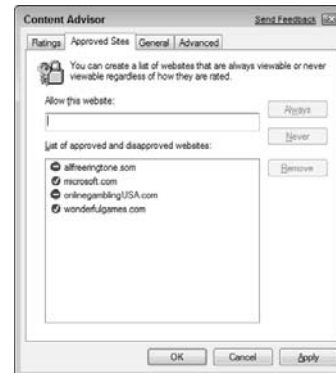 Content Advisor
Send Feedback
Ratings Approved Sites General Advanced
You can create a list of websites that are always viewable or never
viewable regardless of how they are rated.
Allow this website:
Always
Never
List of approved and disapproved websites:
Remove
allfreeringtone.som
microsoft.com
onlinegamblingUSA.com
wonderfulgames.com
OK Cancel Apply